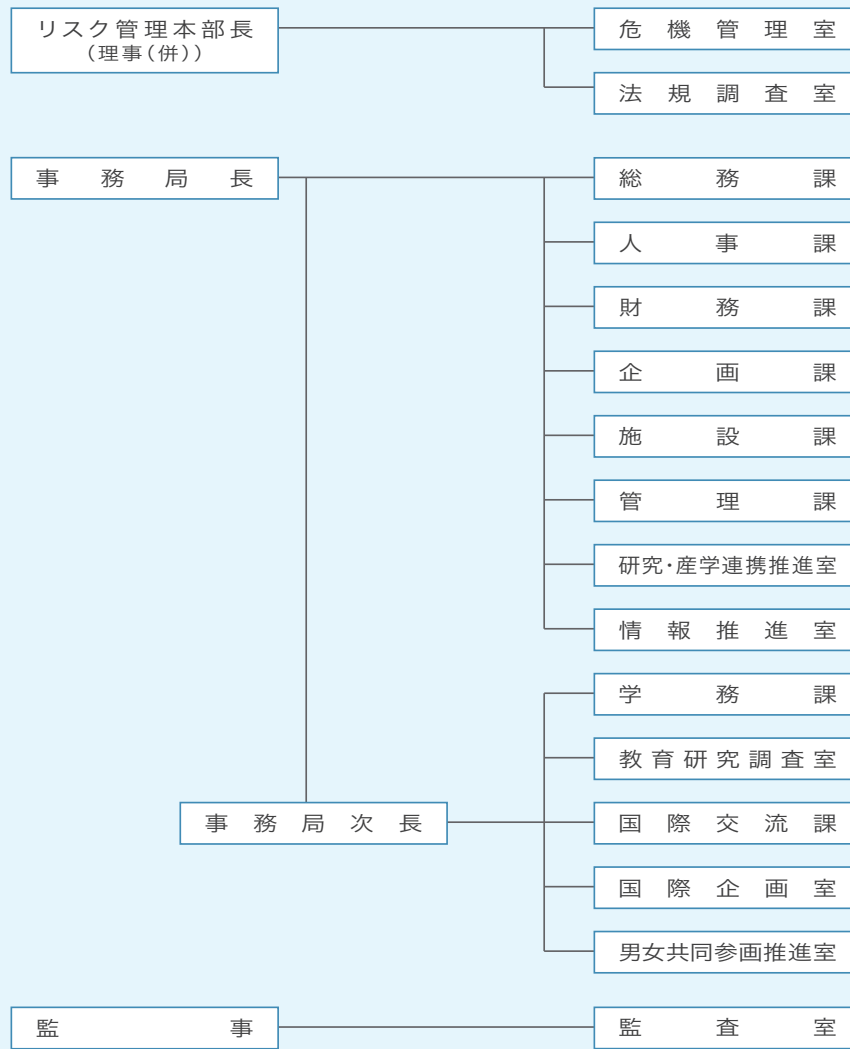 リスク管理本部長
（理事（併））
危機管理室
法規調査室
事務局長
総務課
人事課
財務課
企画課
施設課
管理課
研究・産学連携推進室
情報推進室
事務局次長
学務課
教育研究調査室
国際交流課
国際企画室
男女共同参画推進室
監事
監査室